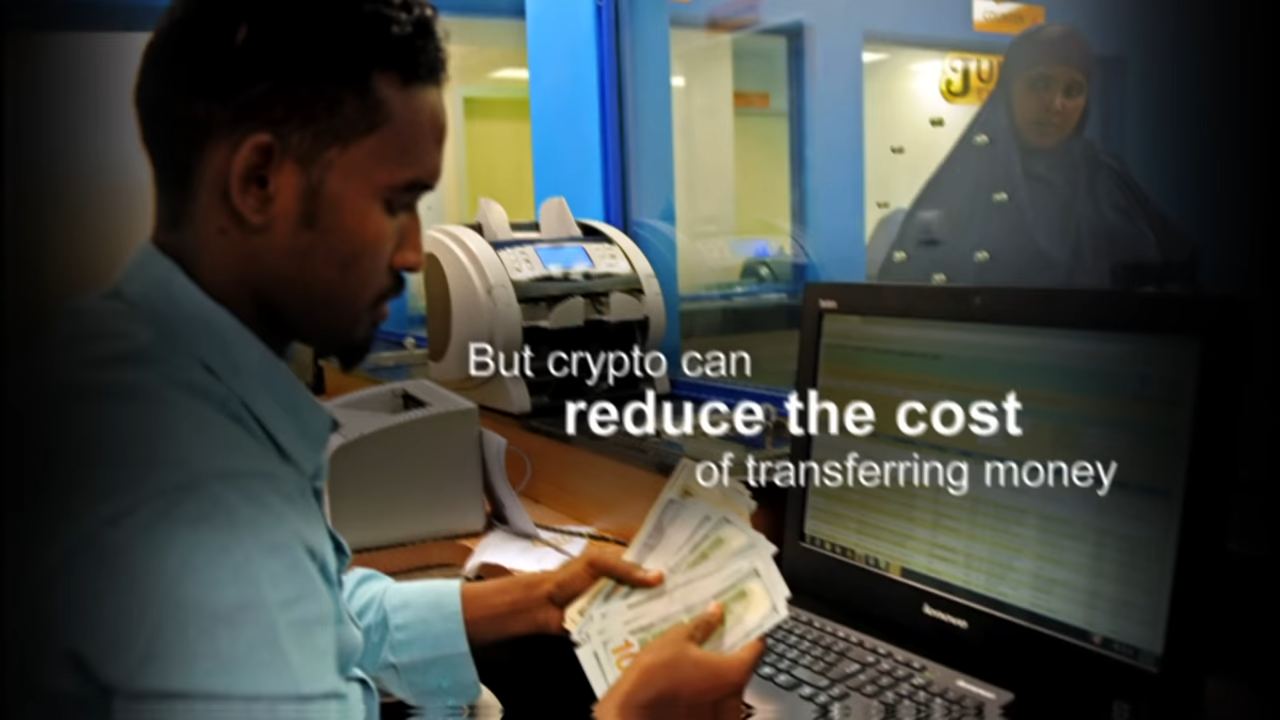 But crypto can
reduce the cost
of transferring money
lenovo